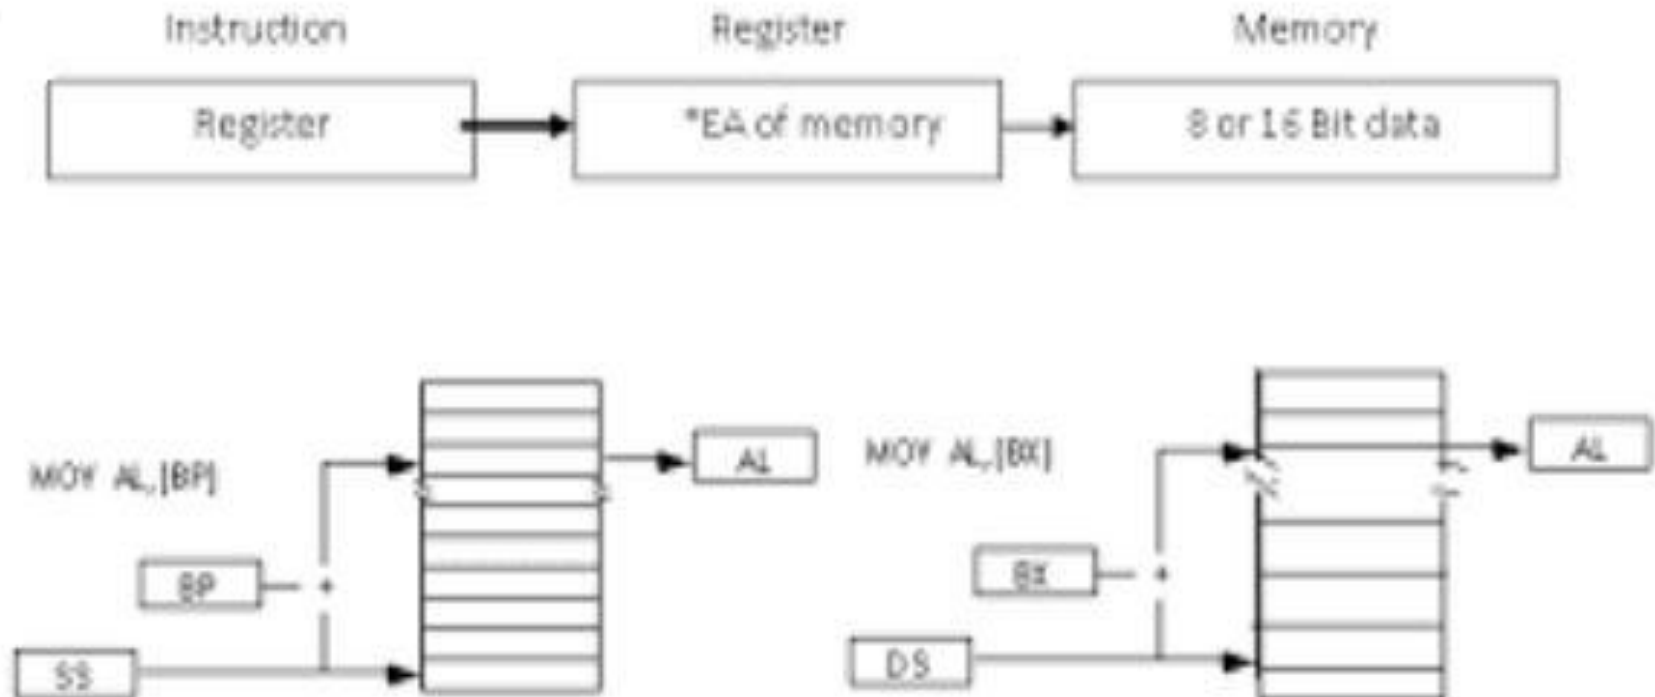 Instruction
Register
Memory
Register
*EA of memory
8 or 16 Bit data
MOV AL,[BP]
AL
MOV AL,[BX]
AL
BP
+
BX
+
SS
DS